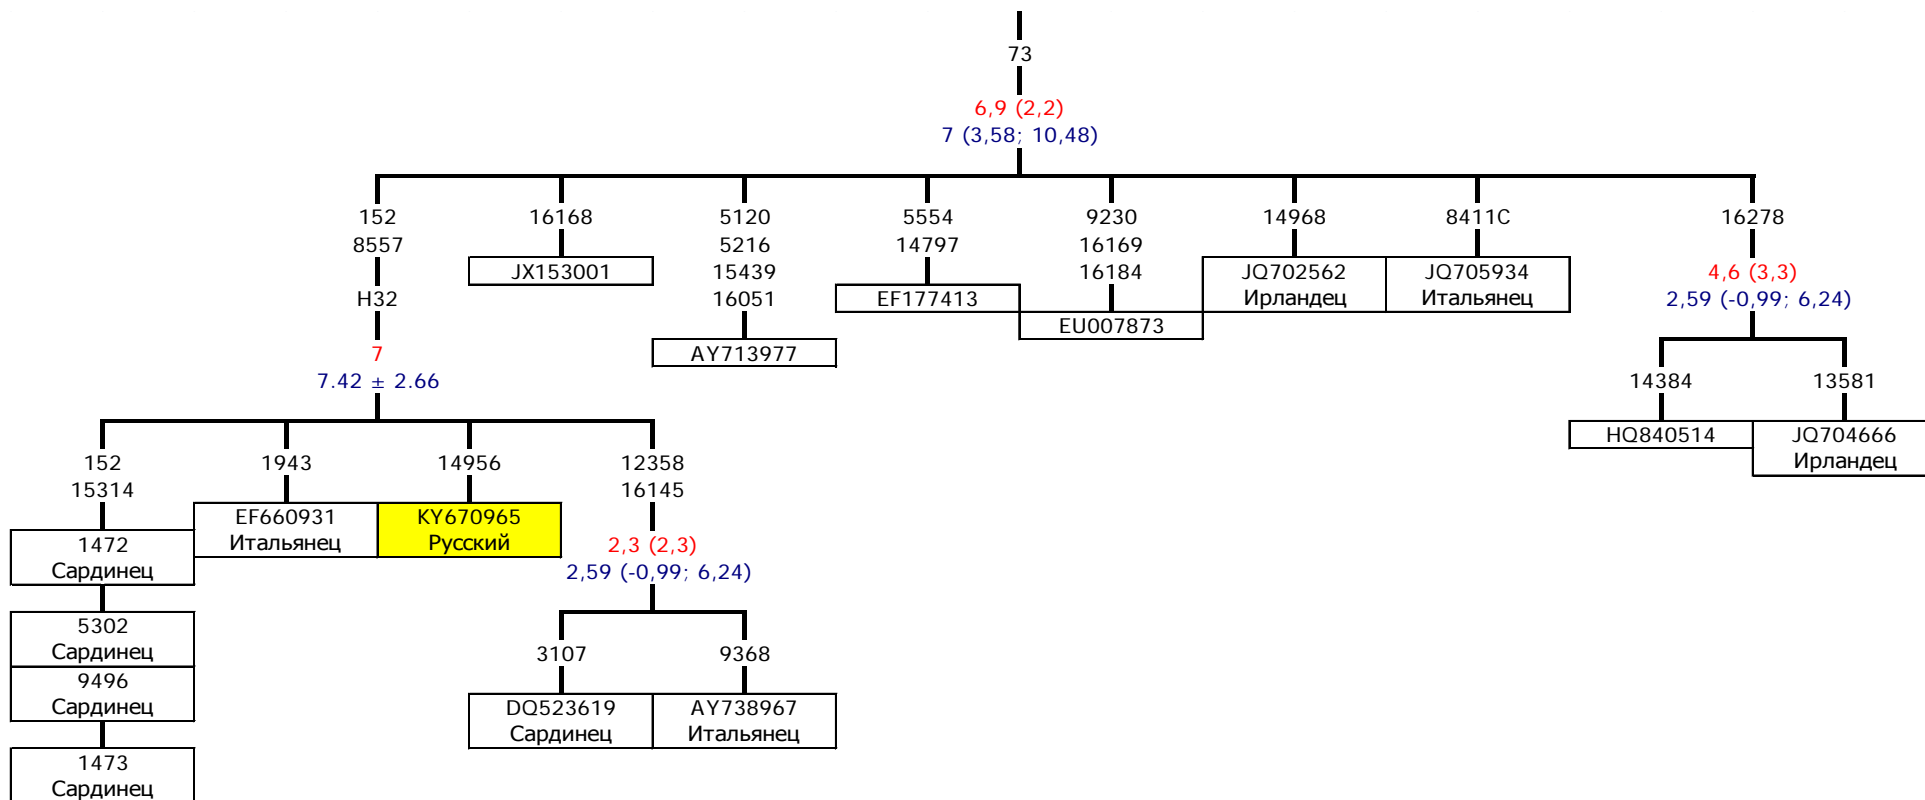 73
6,9 (2,2)
7 (3,58; 10,48)
152
8557
H32
7
7.42 ± 2.66
16168
JX153001
5120
5216
15439
16051
AY713977
5554
14797
EF177413
9230
16169
16184
EU007873
14968
JQ702562
Ирландец
8411C
JQ705934
Итальянец
16278
4,6 (3,3)
2,59 (-0,99; 6,24)
14384
HQ840514
13581
JQ704666
Ирландец
152
15314
1472
Сардинец
5302
Сардинец
9496
Сардинец
1473
Сардинец
1943
EF660931
Итальянец
14956
KY670965
Русский
12358
16145
2,3 (2,3)
2,59 (-0,99; 6,24)
3107
DQ523619
Сардинец
9368
AY738967
Итальянец